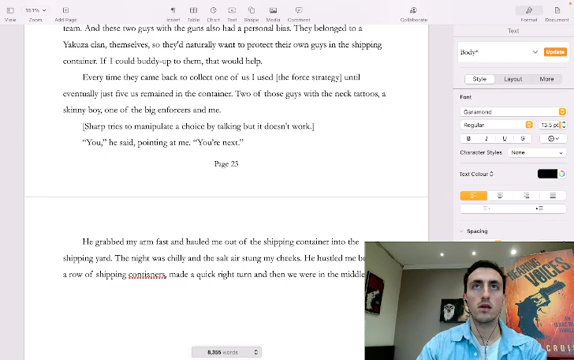 View
Zoom
Add Page
Insert
Table
Chart
Text
Shape
Media
Comment
Collaborate
Format
Document
team. And these two guys with the guns also had a personal bias. They belonged to a
Yakuza clan, themselves, so they'd naturally want to protect their own guys in the shipping
container. If I could buddy-up to them, that would help.
Every time they came back to collect one of us I used [the force strategy] until
eventually just five us remained in the container. Two of those guys with the neck tattoos, a
skinny boy, one of the big enforcers and me.
[Sharp tries to manipulate a choice by talking but it doesn't work.]
“You,” he said, pointing at me. “You're next.”
Page 23
He grabbed my arm fast and hauled me out of the shipping container into the
shipping yard. The night was chilly and the salt air stung my cheeks. He hustled me
a row of shipping contisners, made a quick right turn and then we were in the middle
8,355 words
Text
Body*
Update
Style
Layout
More
Font
Garamond
Regular
13.5 pt
B I U S
Character Styles
None
Text Colour
Spacing
HEARING
VOICES